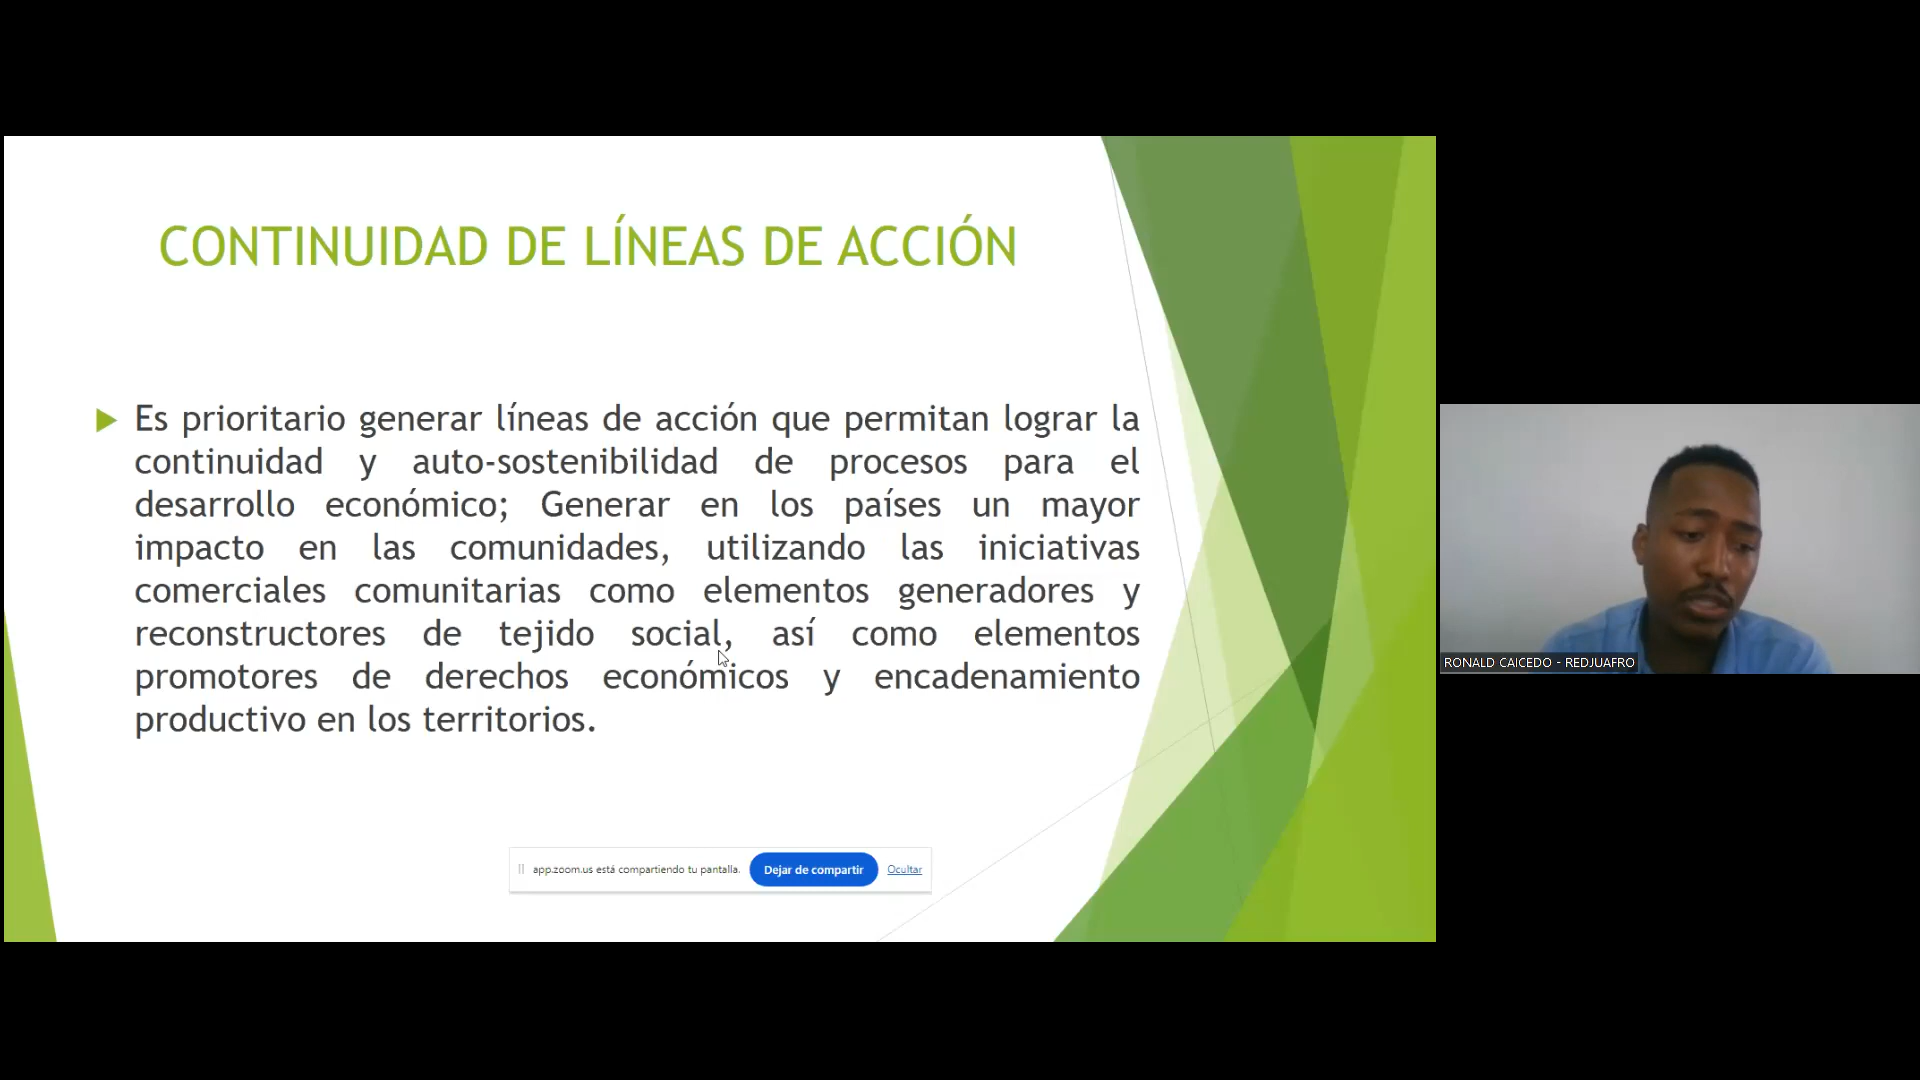 CONTINUIDAD DE LÍNEAS DE ACCIÓN
Es prioritario generar líneas de acción que permitan lograr la
continuidad y auto-sostenibilidad de procesos para el
desarrollo económico; Generar en los países un mayor
impacto en las comunidades, utilizando las iniciativas
comerciales comunitarias como elementos generadores y
reconstructores de tejido social, así como elementos
promotores de derechos económicos y encadenamiento
productivo en los territorios.
app.zoom.us está compartiendo tu pantalla. Dejar de compartir Ocultar
RONALD CAICEDO - REDJUAFRO